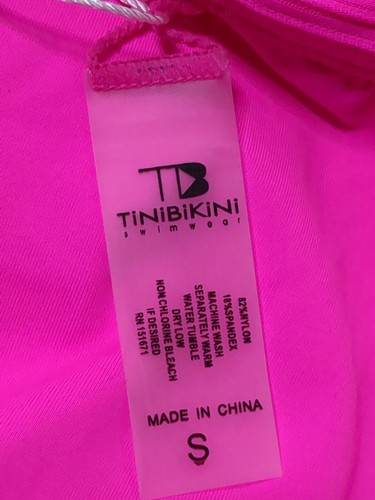 TB
TiNiBiKiNi
swimwear
82%NYLON
18%SPANDEX
MACHINE WASH
SEPARATELY WARM
WATER TUMBLE
DRY LOW
NON CHLORINE BLEACH
IF DESIRED
RN 151671
MADE IN CHINA
S